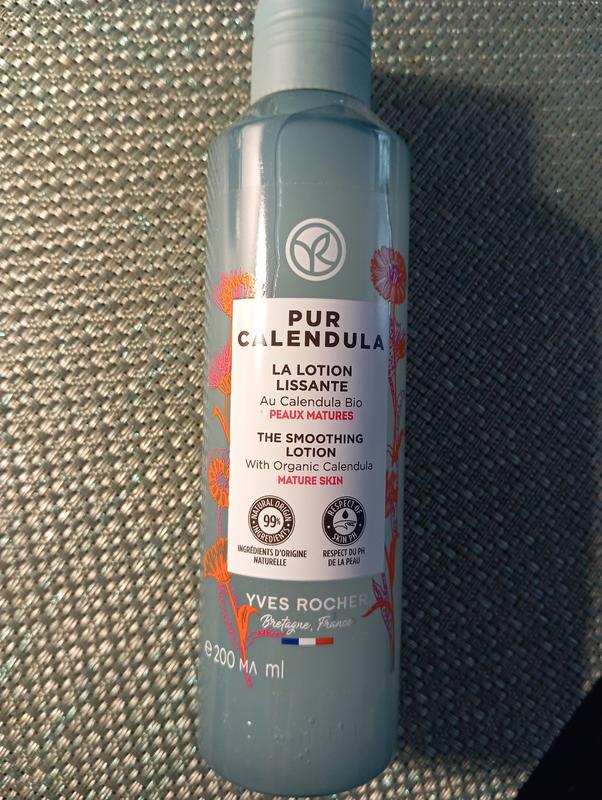 PUR
CALENDULA
LA LOTION
LISSANTE
Au Calendula Bio
PEAUX MATURES
THE SMOOTHING
LOTION
With Organic Calendula
MATURE SKIN
NATURAL ORIGIN
99%
INGREDIENTS
RESPECT OF
SKIN PH
INGRÉDIENTS D'ORIGINE
NATURELLE
RESPECT DU PH
DE LA PEAU
YVES ROCHER
Bretagne, France
℮ 200 МЛ ml